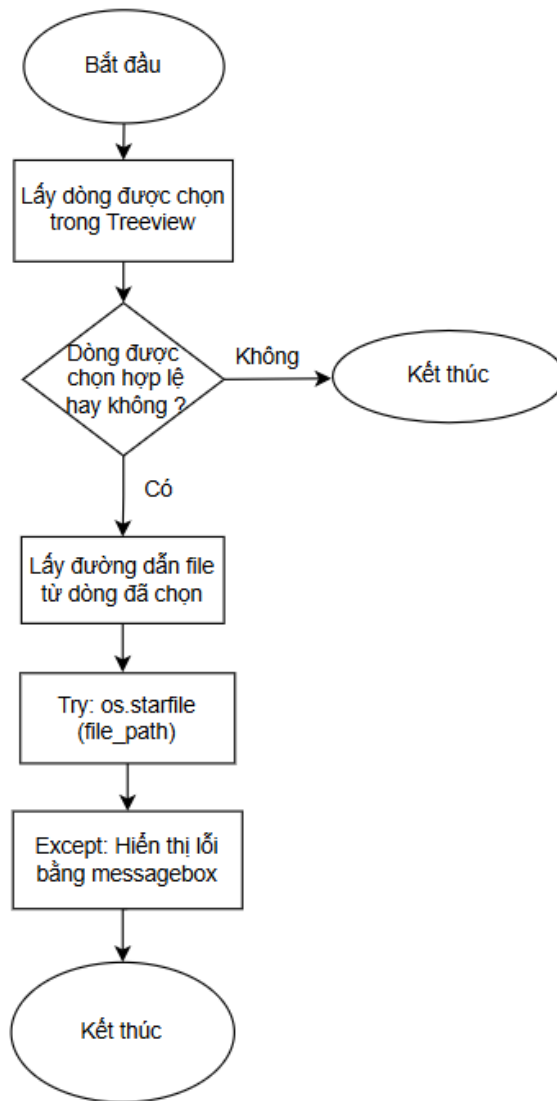 Bắt đầu
Lấy dòng được chọn
trong Treeview
Dòng được
chọn hợp lệ
hay không ?
Không
Kết thúc
Có
Lấy đường dẫn file
từ dòng đã chọn
Try: os.starfile
(file_path)
Except: Hiển thị lỗi
bằng messagebox
Kết thúc